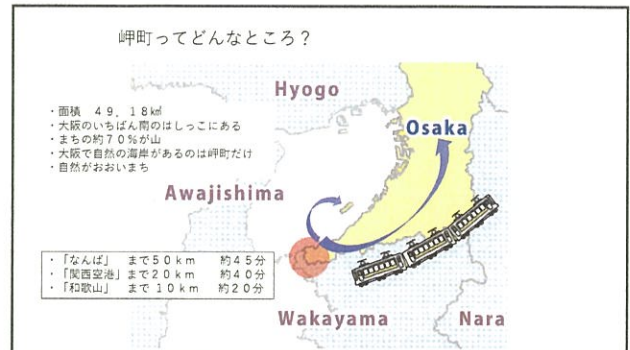 岬町ってどんなところ？
・面積　４９．１８㎢
・大阪のいちばん南のはしっこにある
・まちの約７０％が山
・大阪で自然の海岸があるのは岬町だけ
・自然がおおいまち
Hyogo
Osaka
Awajishima
・「なんば」　まで５０ｋｍ　約４５分
・「関西空港」まで２０ｋｍ　約４０分
・「和歌山」　まで１０ｋｍ　約２０分
Wakayama
Nara